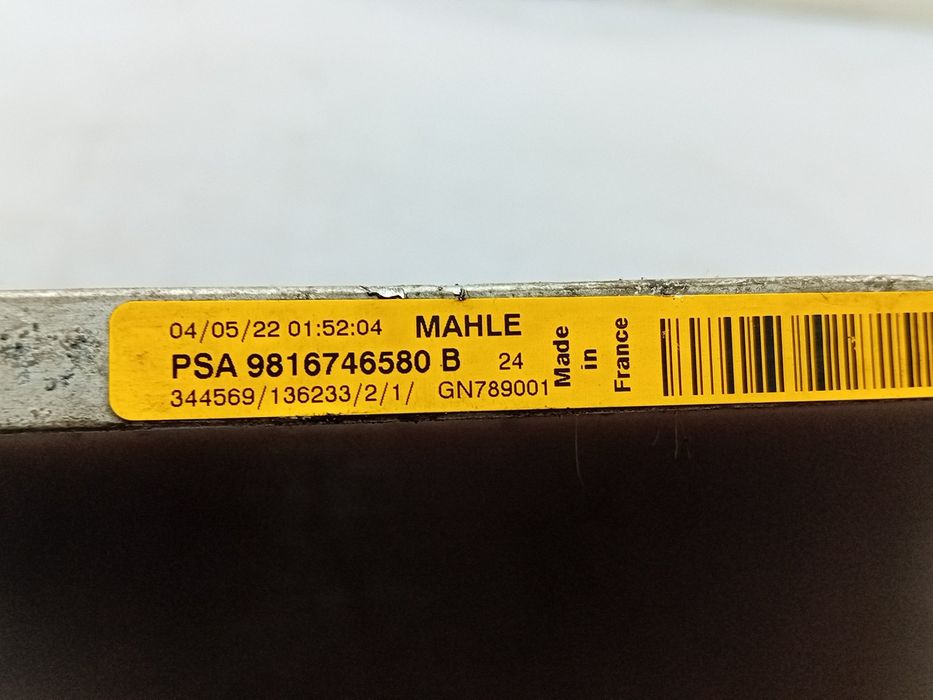 04/05/22 01:52:04 MAHLE
PSA 9816746580 B 24
344569/136233/2/1/ GN789001
Made
in
France